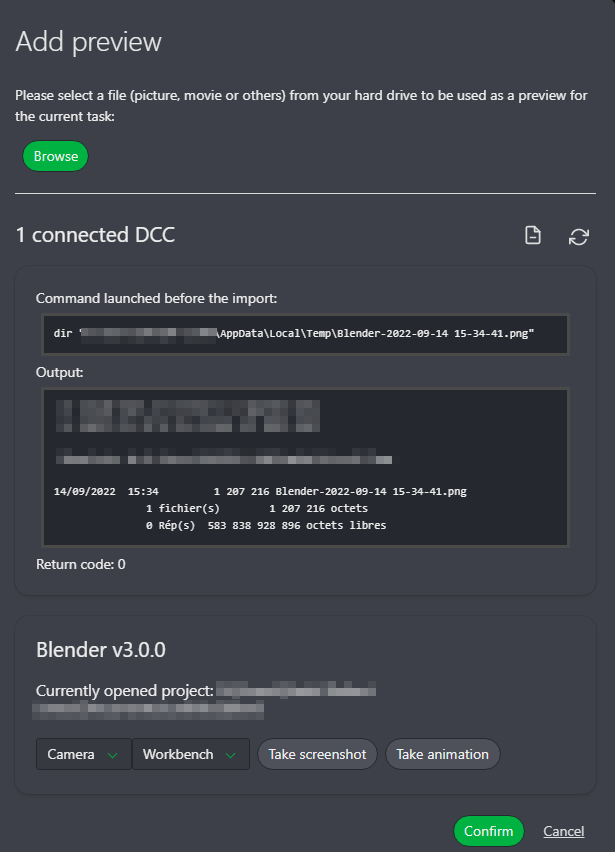 Add preview
Please select a file (picture, movie or others) from your hard drive to be used as a preview for
the current task:
Browse
1 connected DCC
Command launched before the import:
dir "\AppData\Local\Temp\Blender-2022-09-14 15-34-41.png"
Output:
14/09/2022  15:34         1 207 216 Blender-2022-09-14 15-34-41.png
1 fichier(s)        1 207 216 octets
0 Rép(s)  583 838 928 896 octets libres
Return code: 0
Blender v3.0.0
Currently opened project:
Camera Workbench Take screenshot Take animation
Confirm Cancel